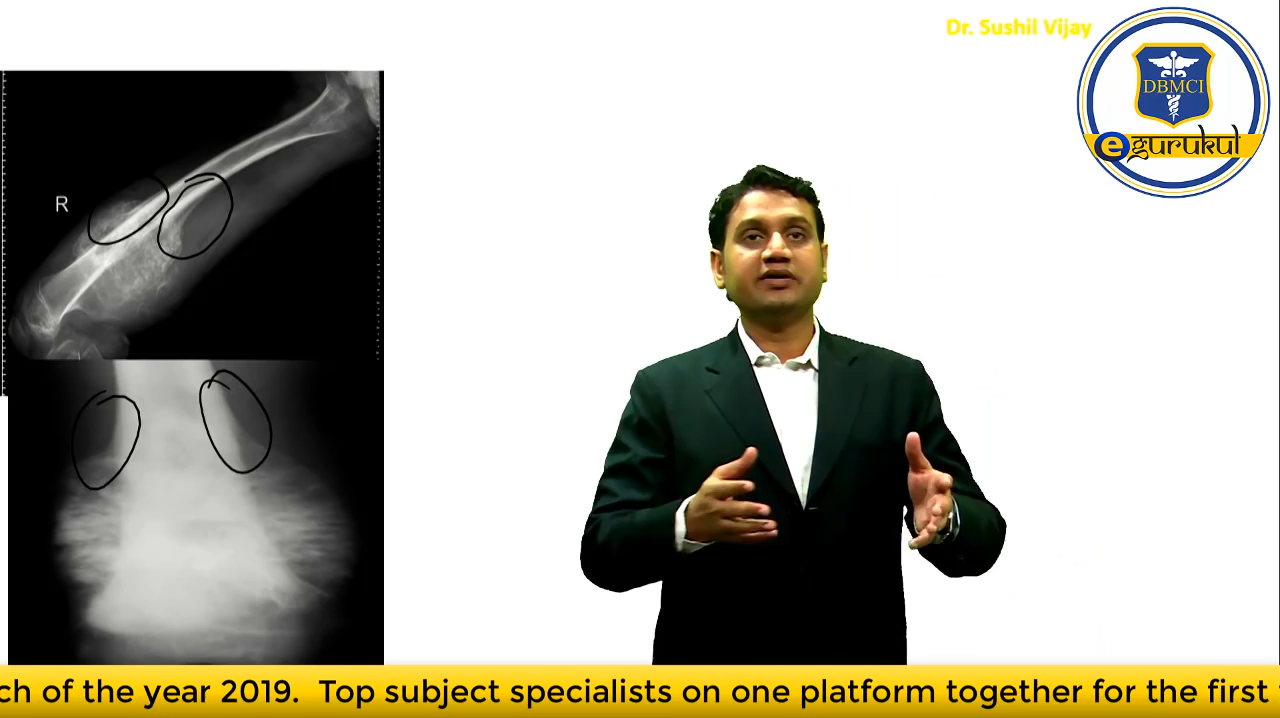 Dr. Sushil Vijay
DBMCI
egurukul
R
ch of the year 2019. Top subject specialists on one platform together for the first